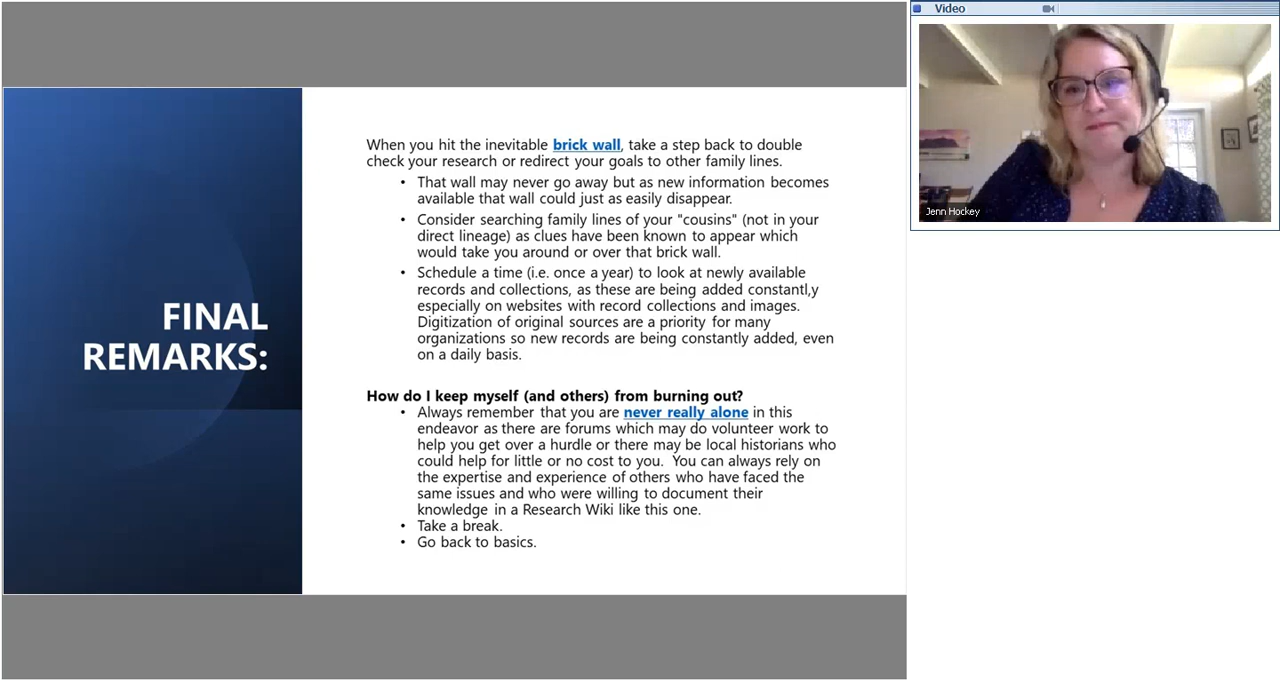 FINAL
REMARKS:
When you hit the inevitable brick wall, take a step back to double
check your research or redirect your goals to other family lines.
• That wall may never go away but as new information becomes
available that wall could just as easily disappear.
• Consider searching family lines of your "cousins" (not in your
direct lineage) as clues have been known to appear which
would take you around or over that brick wall.
• Schedule a time (i.e. once a year) to look at newly available
records and collections, as these are being added constant,y
especially on websites with record collections and images.
Digitization of original sources are a priority for many
organizations so new records are being constantly added, even
on a daily basis.
How do I keep myself (and others) from burning out?
• Always remember that you are never really alone in this
endeavor as there are forums which may do volunteer work to
help you get over a hurdle or there may be local historians who
could help for little or no cost to you. You can always rely on
the expertise and experience of others who have faced the
same issues and who were willing to document their
knowledge in a Research Wiki like this one.
• Take a break.
• Go back to basics.
Video
Jenn Hockey